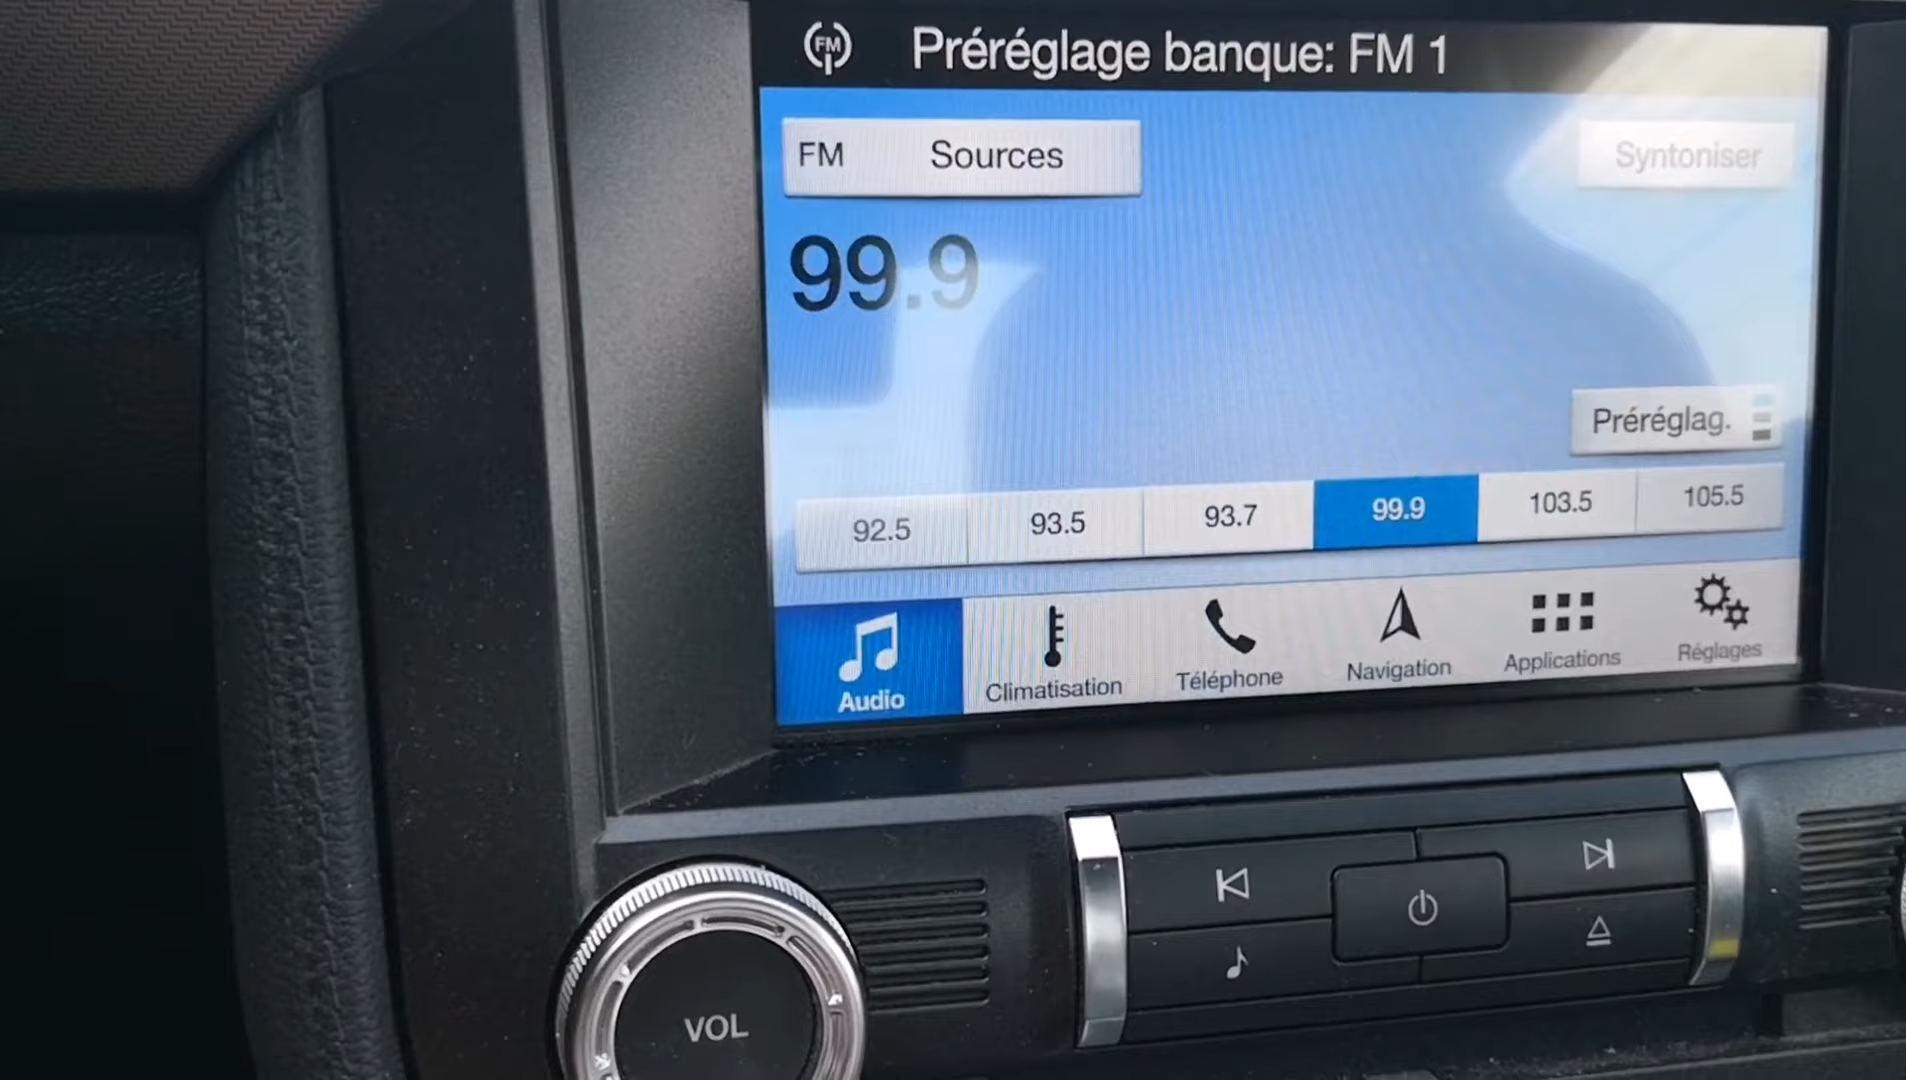 FM Préréglage banque: FM 1
FM Sources
Syntoniser
99.9
Préréglag.
92.5 93.5 93.7 99.9 103.5 105.5
Audio Climatisation Téléphone Navigation Applications Réglages
VOL